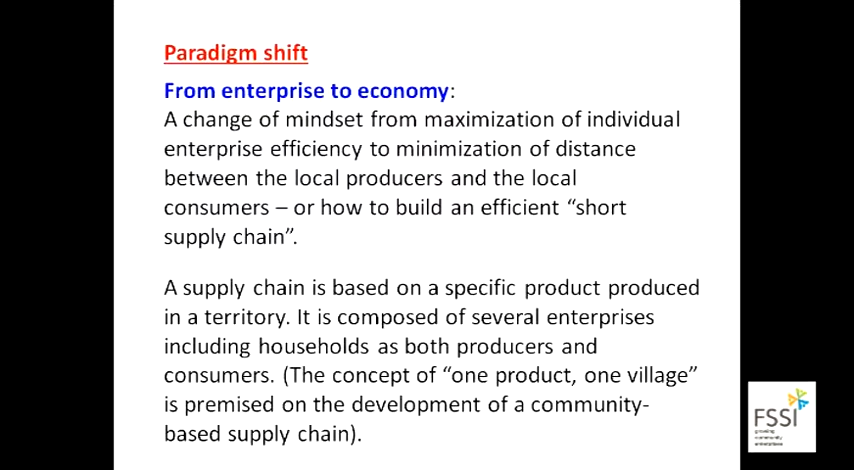 Paradigm shift
From enterprise to economy:
A change of mindset from maximization of individual
enterprise efficiency to minimization of distance
between the local producers and the local
consumers – or how to build an efficient “short
supply chain”.
A supply chain is based on a specific product produced
in a territory. It is composed of several enterprises
including households as both producers and
consumers. (The concept of “one product, one village”
is premised on the development of a community-
based supply chain).
FSSI
growing
community
enterprises